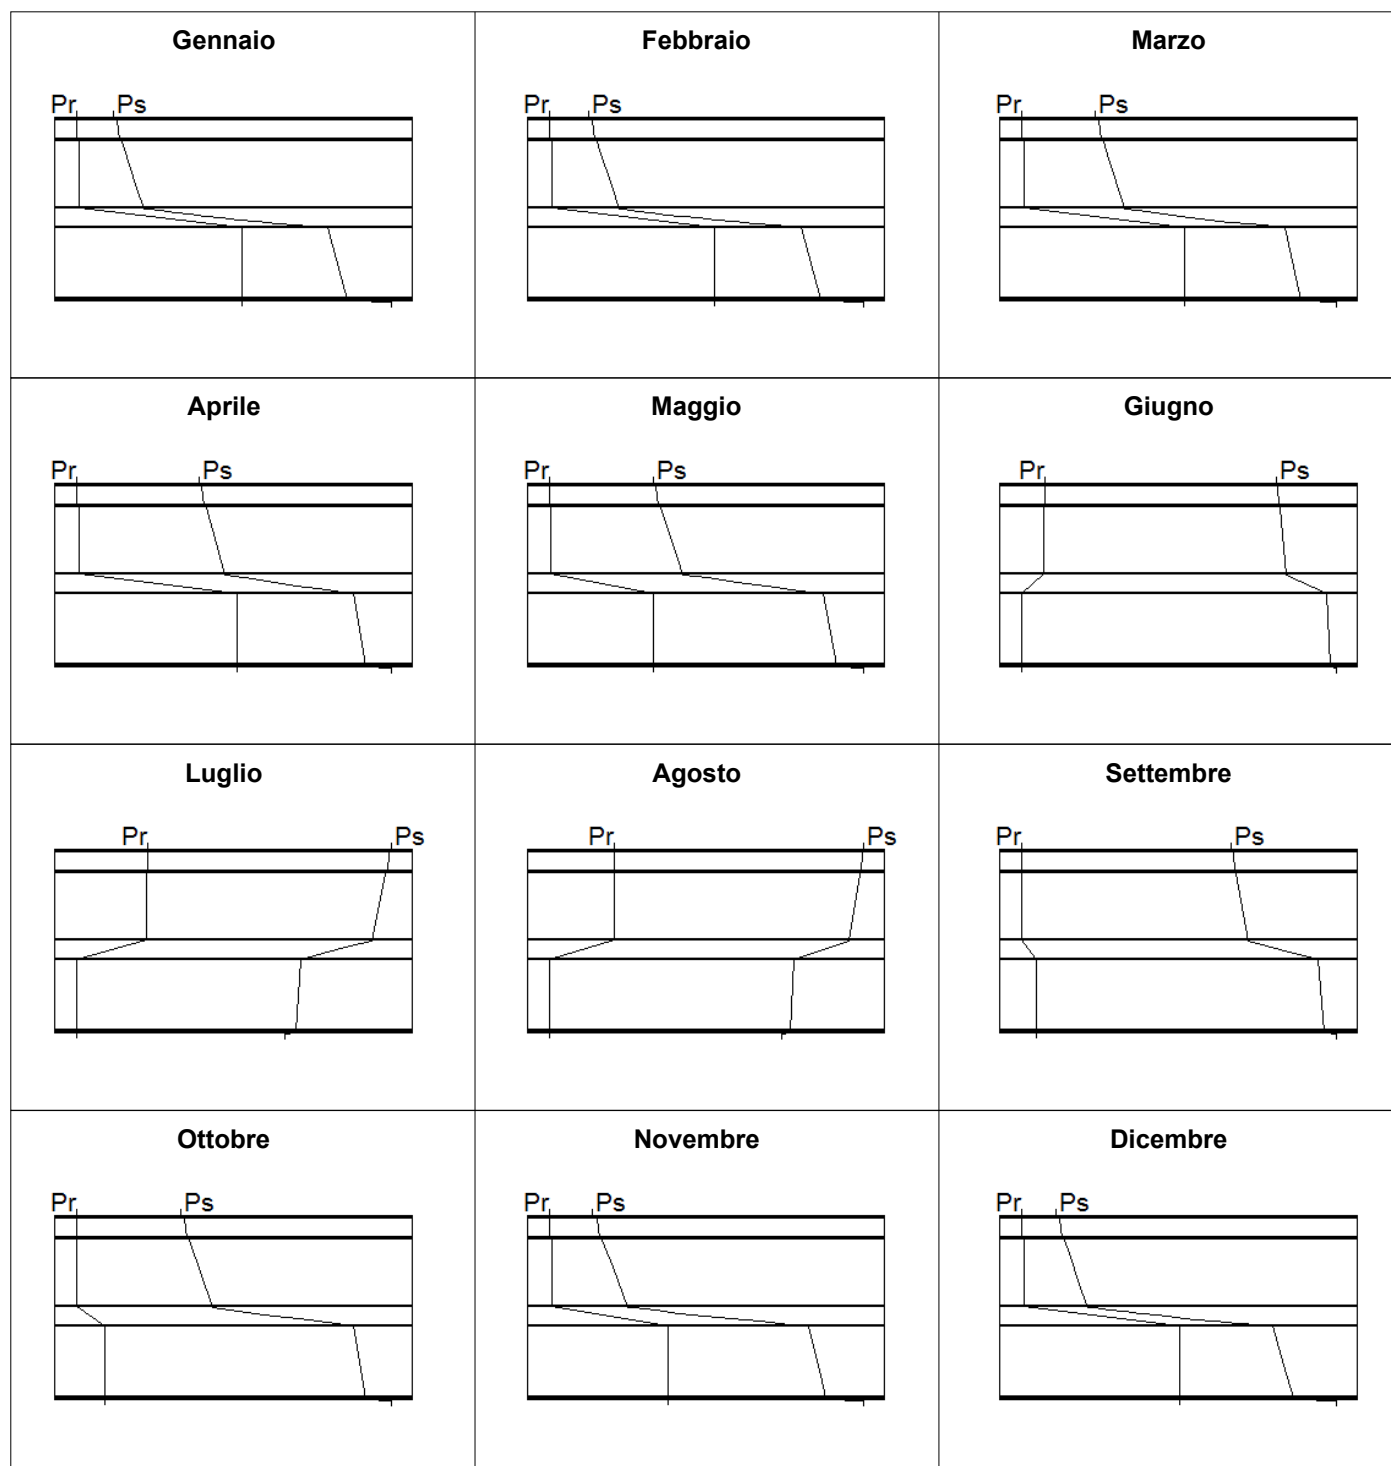 Gennaio Febbraio Marzo
Pr Ps Pr Ps Pr Ps
Aprile Maggio Giugno
Pr Ps Pr Ps Pr Ps
Luglio Agosto Settembre
Pr Ps Pr Ps Pr Ps
Ottobre Novembre Dicembre
Pr Ps Pr Ps Pr Ps